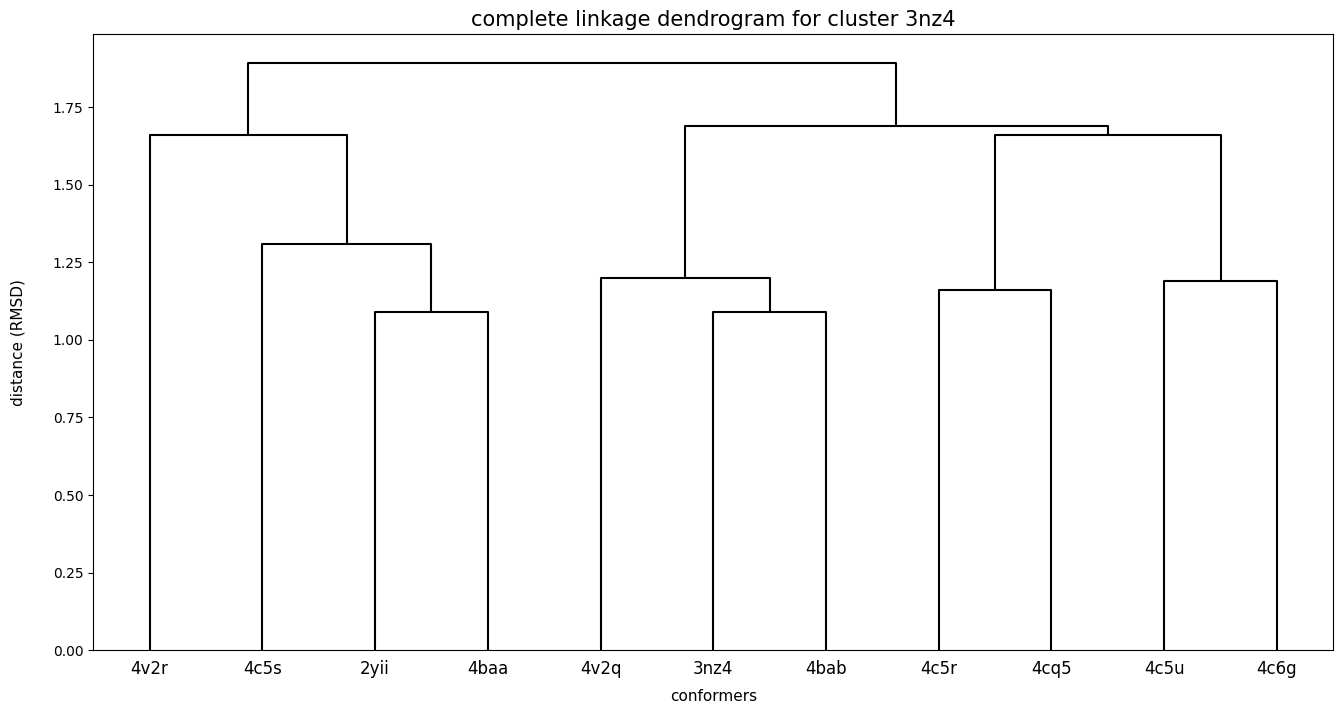 complete linkage dendrogram for cluster 3nz4
distance (RMSD)
1.75
1.50
1.25
1.00
0.75
0.50
0.25
0.00
4v2r 4c5s 2yii 4baa 4v2q 3nz4 4bab 4c5r 4cq5 4c5u 4c6g
conformers